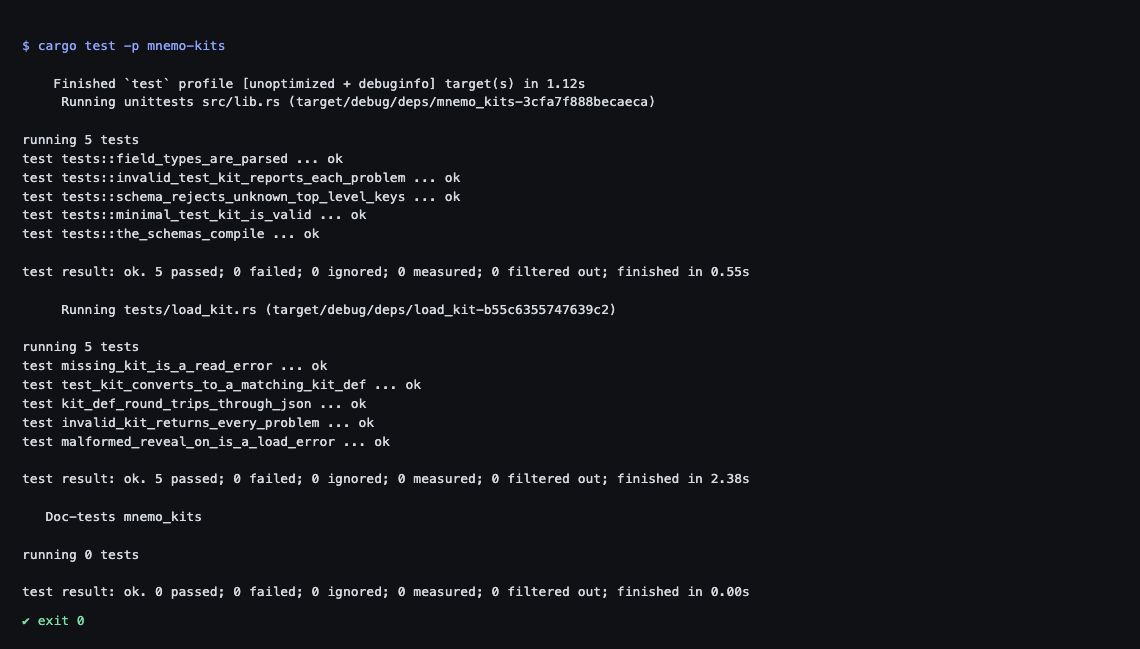 $ cargo test -p mnemo-kits
Finished `test` profile [unoptimized + debuginfo] target(s) in 1.12s
Running unittests src/lib.rs (target/debug/deps/mnemo_kits-3cfa7f888becaeca)
running 5 tests
test tests::field_types_are_parsed ... ok
test tests::invalid_test_kit_reports_each_problem ... ok
test tests::schema_rejects_unknown_top_level_keys ... ok
test tests::minimal_test_kit_is_valid ... ok
test tests::the_schemas_compile ... ok
test result: ok. 5 passed; 0 failed; 0 ignored; 0 measured; 0 filtered out; finished in 0.55s
Running tests/load_kit.rs (target/debug/deps/load_kit-b55c6355747639c2)
running 5 tests
test missing_kit_is_a_read_error ... ok
test test_kit_converts_to_a_matching_kit_def ... ok
test kit_def_round_trips_through_json ... ok
test invalid_kit_returns_every_problem ... ok
test malformed_reveal_on_is_a_load_error ... ok
test result: ok. 5 passed; 0 failed; 0 ignored; 0 measured; 0 filtered out; finished in 2.38s
Doc-tests mnemo_kits
running 0 tests
test result: ok. 0 passed; 0 failed; 0 ignored; 0 measured; 0 filtered out; finished in 0.00s
✔ exit 0